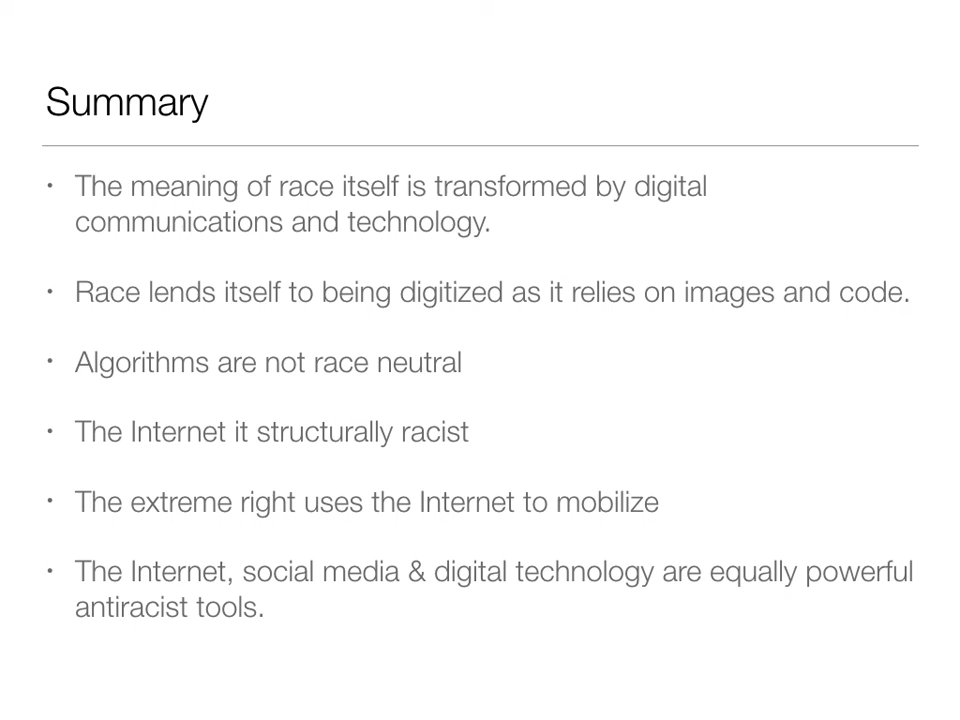 Summary
• The meaning of race itself is transformed by digital
communications and technology.
• Race lends itself to being digitized as it relies on images and code.
• Algorithms are not race neutral
• The Internet it structurally racist
• The extreme right uses the Internet to mobilize
• The Internet, social media & digital technology are equally powerful
antiracist tools.